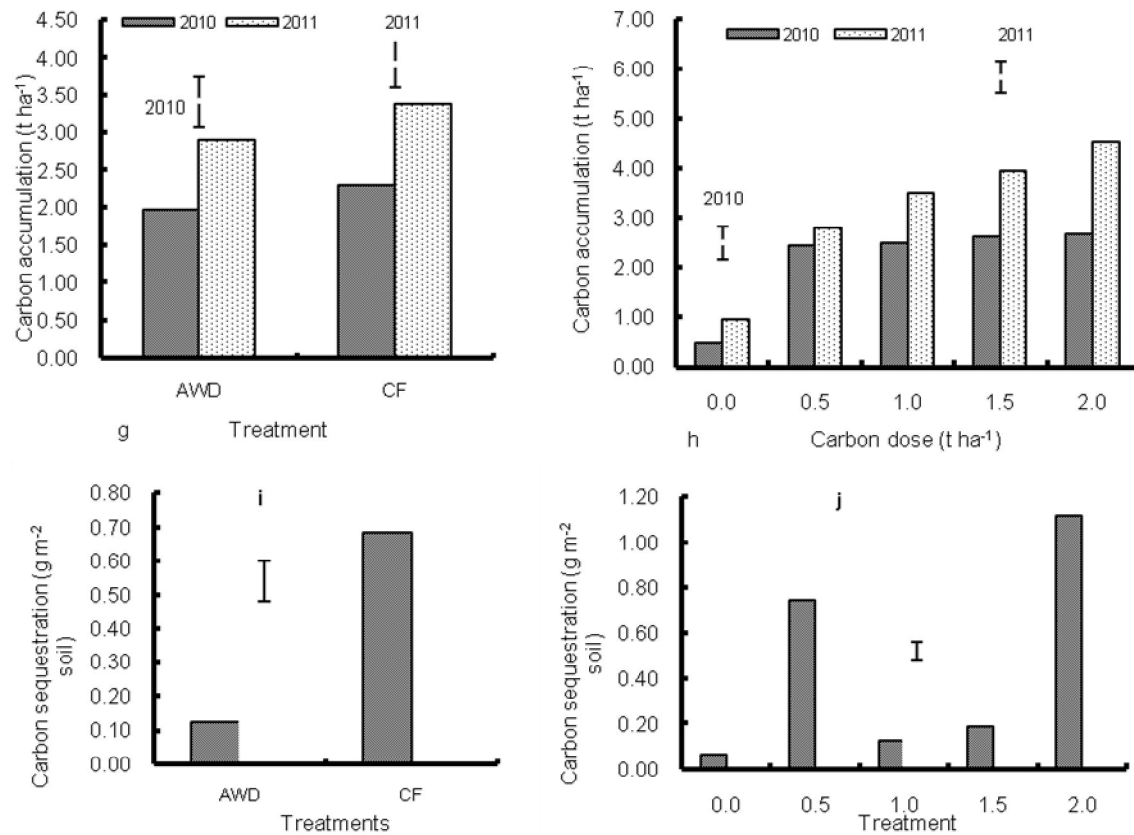 Carbon accumulation (t ha-1)
4.50
4.00
3.50
3.00
2.50
2.00
1.50
1.00
0.50
0.00
2010
2011
2011
2010
AWD
CF
g
Treatment
Carbon accumulation (t ha-1)
7.00
6.00
5.00
4.00
3.00
2.00
1.00
0.00
2010
2011
2011
2010
0.0
0.5
1.0
1.5
2.0
h
Carbon dose (t ha-1)
Carbon sequestration (g m-2
soil)
0.80
0.70
0.60
0.50
0.40
0.30
0.20
0.10
0.00
i
AWD
CF
Treatments
Carbon sequestration (g m-2
soil)
1.20
1.00
0.80
0.60
0.40
0.20
0.00
j
0.0
0.5
1.0
1.5
2.0
Treatment